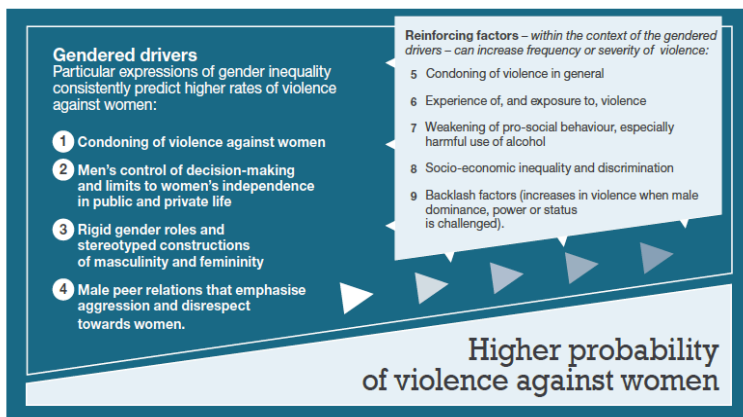 Gendered drivers
Particular expressions of gender inequality
consistently predict higher rates of violence
against women:
1 Condoning of violence against women
2 Men's control of decision-making
and limits to women's independence
in public and private life
3 Rigid gender roles and
stereotyped constructions
of masculinity and femininity
4 Male peer relations that emphasise
aggression and disrespect
towards women.
Reinforcing factors – within the context of the gendered
drivers – can increase frequency or severity of violence:
5 Condoning of violence in general
6 Experience of, and exposure to, violence
7 Weakening of pro-social behaviour, especially
harmful use of alcohol
8 Socio-economic inequality and discrimination
9 Backlash factors (increases in violence when male
dominance, power or status
is challenged).
Higher probability
of violence against women